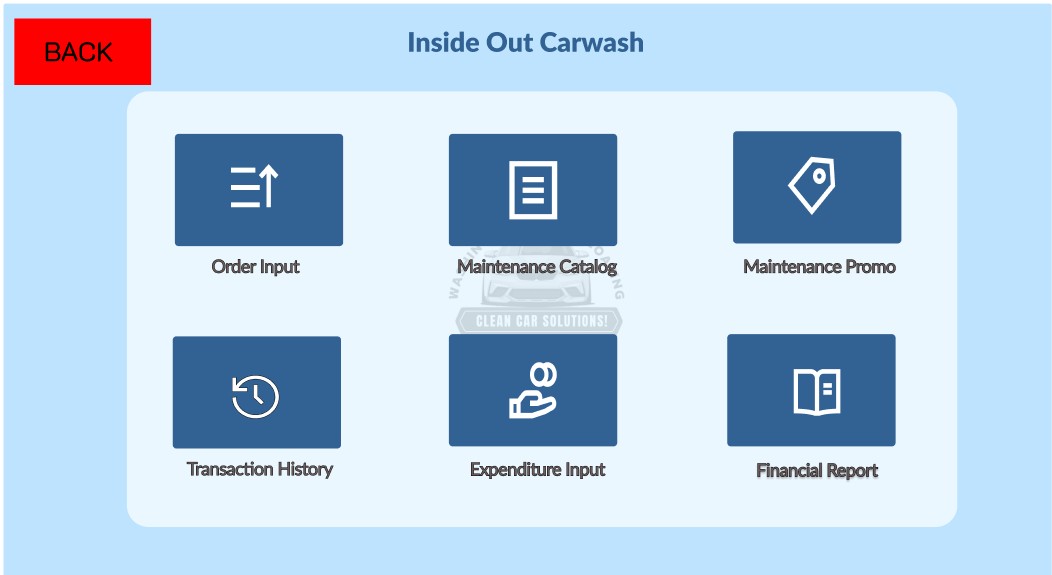 BACK
Inside Out Carwash
Order Input
Maintenance Catalog
Maintenance Promo
CLEAN CAR SOLUTIONS!
Transaction History
Expenditure Input
Financial Report